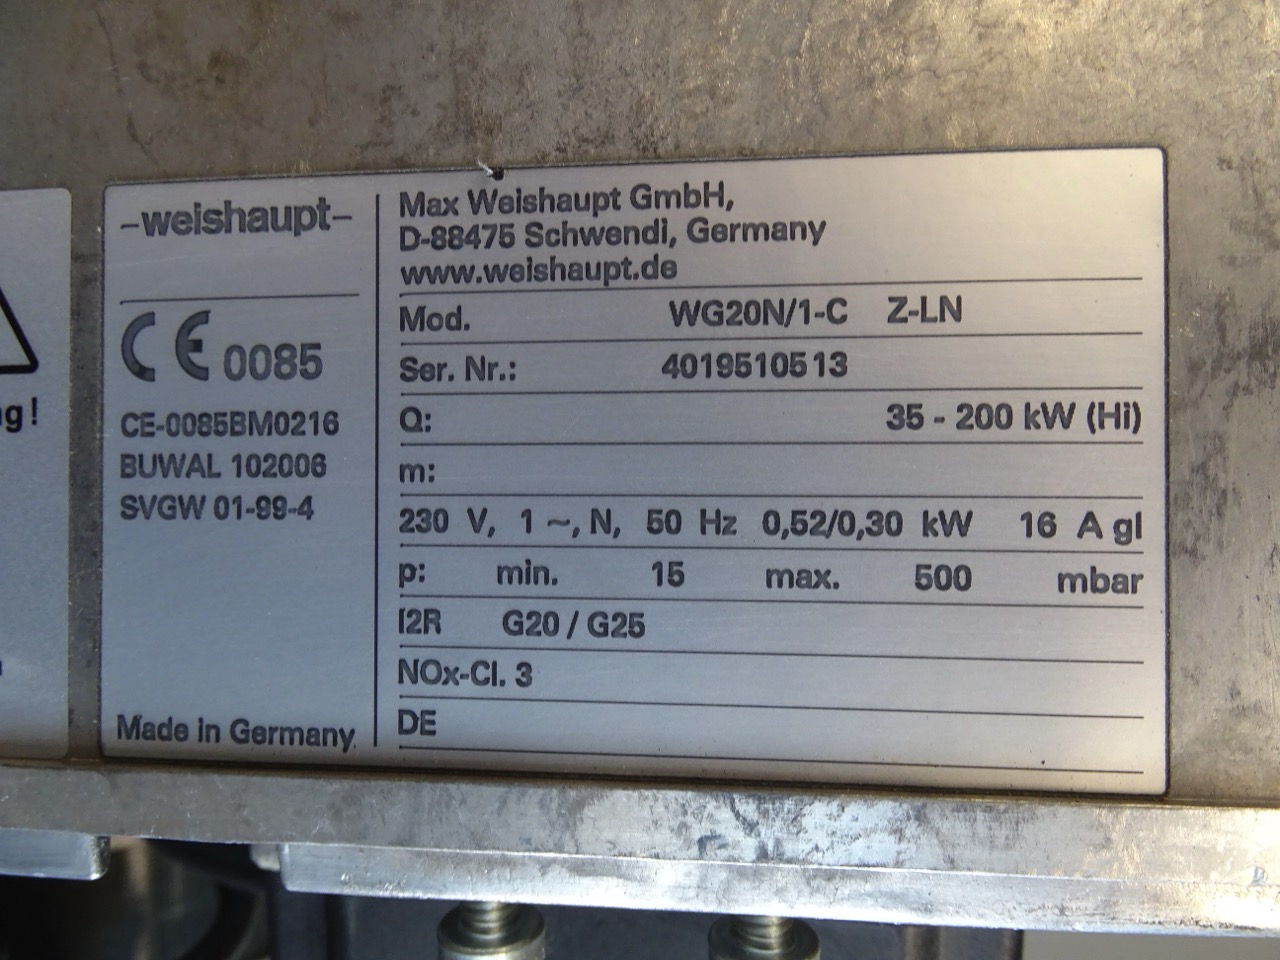 -weishaupt-
CE 0085
CE-0085BM0216
BUWAL 102006
SVGW 01-99-4
Made in Germany
Max Weishaupt GmbH,
D-88475 Schwendi, Germany
www.weishaupt.de
Mod. WG20N/1-C Z-LN
Ser. Nr.: 4019510513
Q: 35 - 200 kW (Hi)
m:
230 V, 1 ~, N, 50 Hz 0,52/0,30 kW 16 A gl
p: min. 15 max. 500 mbar
I2R G20 / G25
NOx-Cl. 3
DE